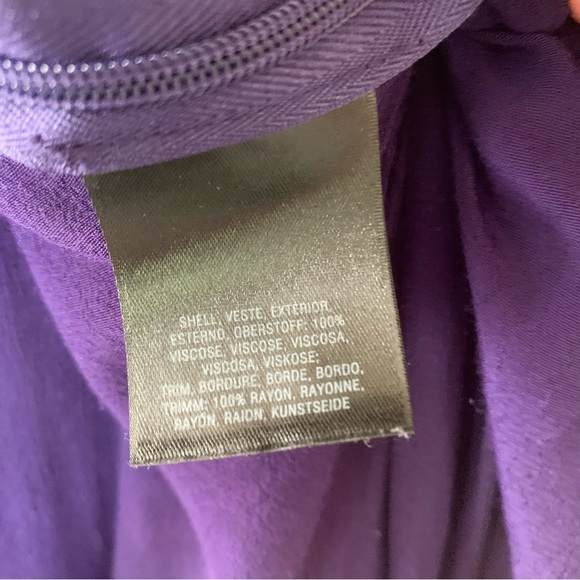 SHELL, VESTE, EXTERIOR,
ESTERNO, OBERSTOFF: 100%
VISCOSE, VISCOSE, VISCOSA,
VISCOSA, VISKOSE;
TRIM, BORDURE, BORDE, BORDO,
TRIMM: 100% RAYON, RAYONNE,
RAYON, RAION, KUNSTSEIDE